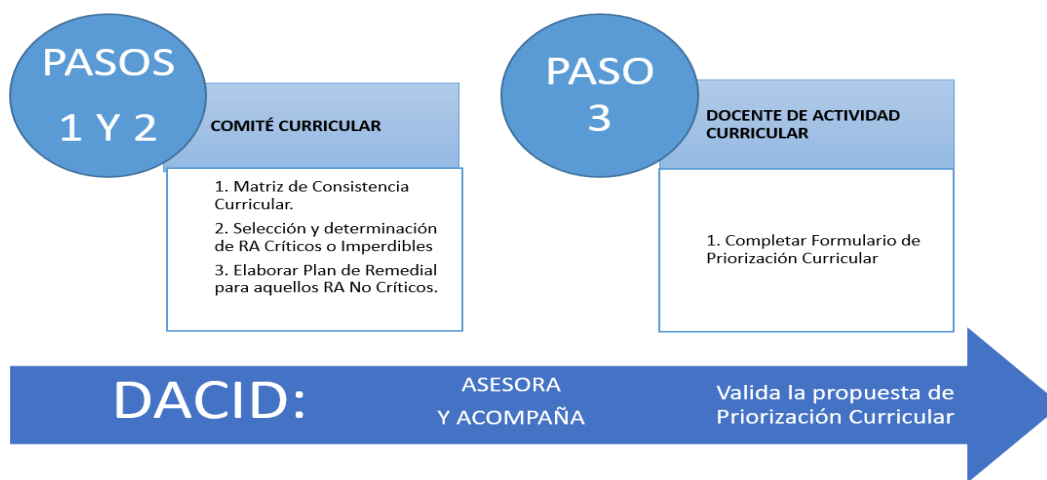 PASOS
1 Y 2
COMITÉ CURRICULAR
1. Matriz de Consistencia
Curricular.
2. Selección y determinación
de RA Críticos o Imperdibles
3. Elaborar Plan de Remedial
para aquellos RA No Críticos.
PASO
3
DOCENTE DE ACTIVIDAD
CURRICULAR
1. Completar Formulario de
Priorización Curricular
DACID:
ASESORA
Y ACOMPAÑA
Valida la propuesta de
Priorización Curricular